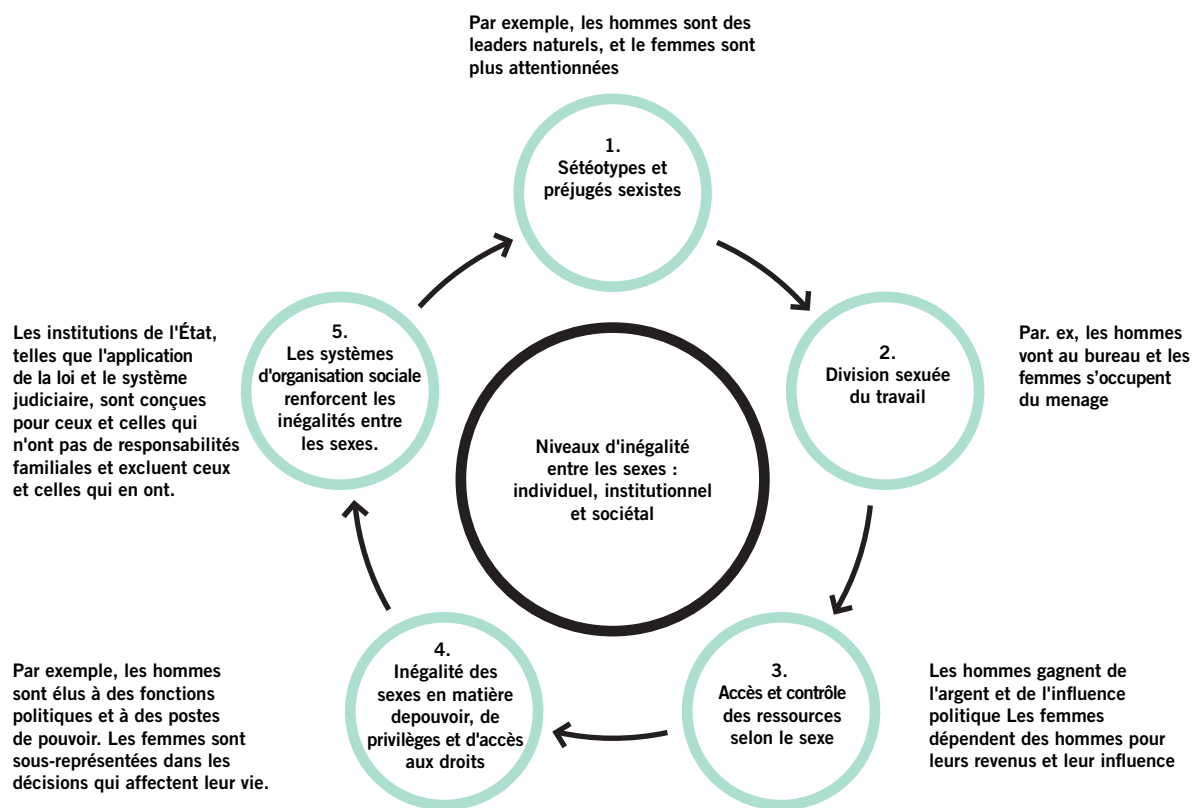 Par exemple, les hommes sont des
leaders naturels, et le femmes sont
plus attentionnées
1.
Sétéotypes et
préjugés sexistes
2.
Division sexuée
du travail
Par. ex, les hommes
vont au bureau et les
femmes s’occupent
du menage
3.
Accès et contrôle
des ressources
selon le sexe
Les hommes gagnent de
l'argent et de l'influence
politique Les femmes
dépendent des hommes pour
leurs revenus et leur influence
4.
Inégalité des
sexes en matière
depouvoir, de
privilèges et d'accès
aux droits
Par exemple, les hommes
sont élus à des fonctions
politiques et à des postes
de pouvoir. Les femmes sont
sous-représentées dans les
décisions qui affectent leur vie.
5.
Les systèmes
d'organisation sociale
renforcent les
inégalités entre
les sexes.
Les institutions de l'État,
telles que l'application
de la loi et le système
judiciaire, sont conçues
pour ceux et celles qui
n'ont pas de responsabilités
familiales et excluent ceux
et celles qui en ont.
Niveaux d'inégalité
entre les sexes :
individuel, institutionnel
et sociétal